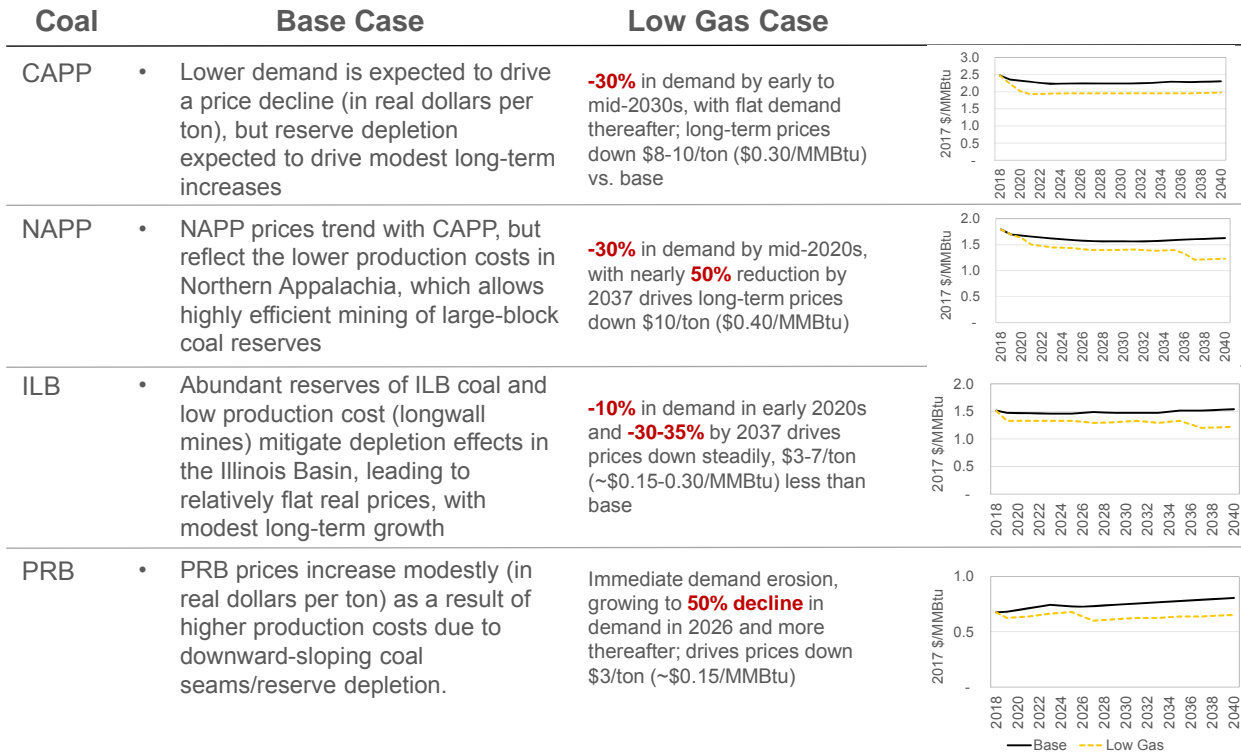 Coal
Base Case
Low Gas Case
CAPP
• Lower demand is expected to drive
a price decline (in real dollars per
ton), but reserve depletion
expected to drive modest long-term
increases
-30% in demand by early to
mid-2030s, with flat demand
thereafter; long-term prices
down $8-10/ton ($0.30/MMBtu)
vs. base
2017 $/MMBtu
3.0
2.5
2.0
1.5
1.0
0.5
-
2018 2020 2022 2024 2026 2028 2030 2032 2034 2036 2038 2040
NAPP
• NAPP prices trend with CAPP, but
reflect the lower production costs in
Northern Appalachia, which allows
highly efficient mining of large-block
coal reserves
-30% in demand by mid-2020s,
with nearly 50% reduction by
2037 drives long-term prices
down $10/ton ($0.40/MMBtu)
2017 $/MMBtu
2.0
1.5
1.0
0.5
-
2018 2020 2022 2024 2026 2028 2030 2032 2034 2036 2038 2040
ILB
• Abundant reserves of ILB coal and
low production cost (longwall
mines) mitigate depletion effects in
the Illinois Basin, leading to
relatively flat real prices, with
modest long-term growth
-10% in demand in early 2020s
and -30-35% by 2037 drives
prices down steadily, $3-7/ton
(~$0.15-0.30/MMBtu) less than
base
2017 $/MMBtu
2.0
1.5
1.0
0.5
-
2018 2020 2022 2024 2026 2028 2030 2032 2034 2036 2038 2040
PRB
• PRB prices increase modestly (in
real dollars per ton) as a result of
higher production costs due to
downward-sloping coal
seams/reserve depletion.
Immediate demand erosion,
growing to 50% decline in
demand in 2026 and more
thereafter; drives prices down
$3/ton (~$0.15/MMBtu)
2017 $/MMBtu
1.0
0.5
-
2018 2020 2022 2024 2026 2028 2030 2032 2034 2036 2038 2040
Base Low Gas